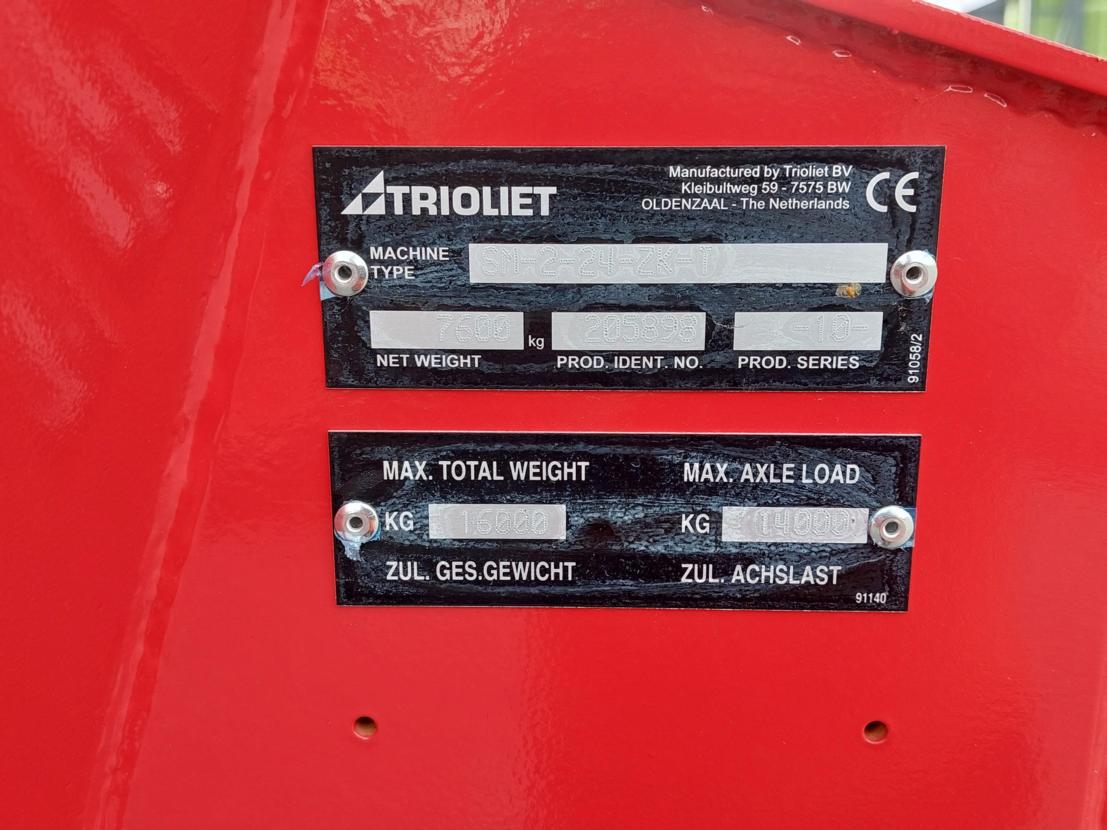 TRIOLIET
Manufactured by Trioliet BV
Kleibultweg 59 - 7575 BW
OLDENZAAL - The Netherlands
CE
MACHINE TYPE
SM-2-24-ZK-T
7600 kg
205898
-10-
NET WEIGHT
PROD. IDENT. NO.
PROD. SERIES
91058/2
MAX. TOTAL WEIGHT
MAX. AXLE LOAD
KG 16000
KG 14000
ZUL. GES.GEWICHT
ZUL. ACHSLAST
91140